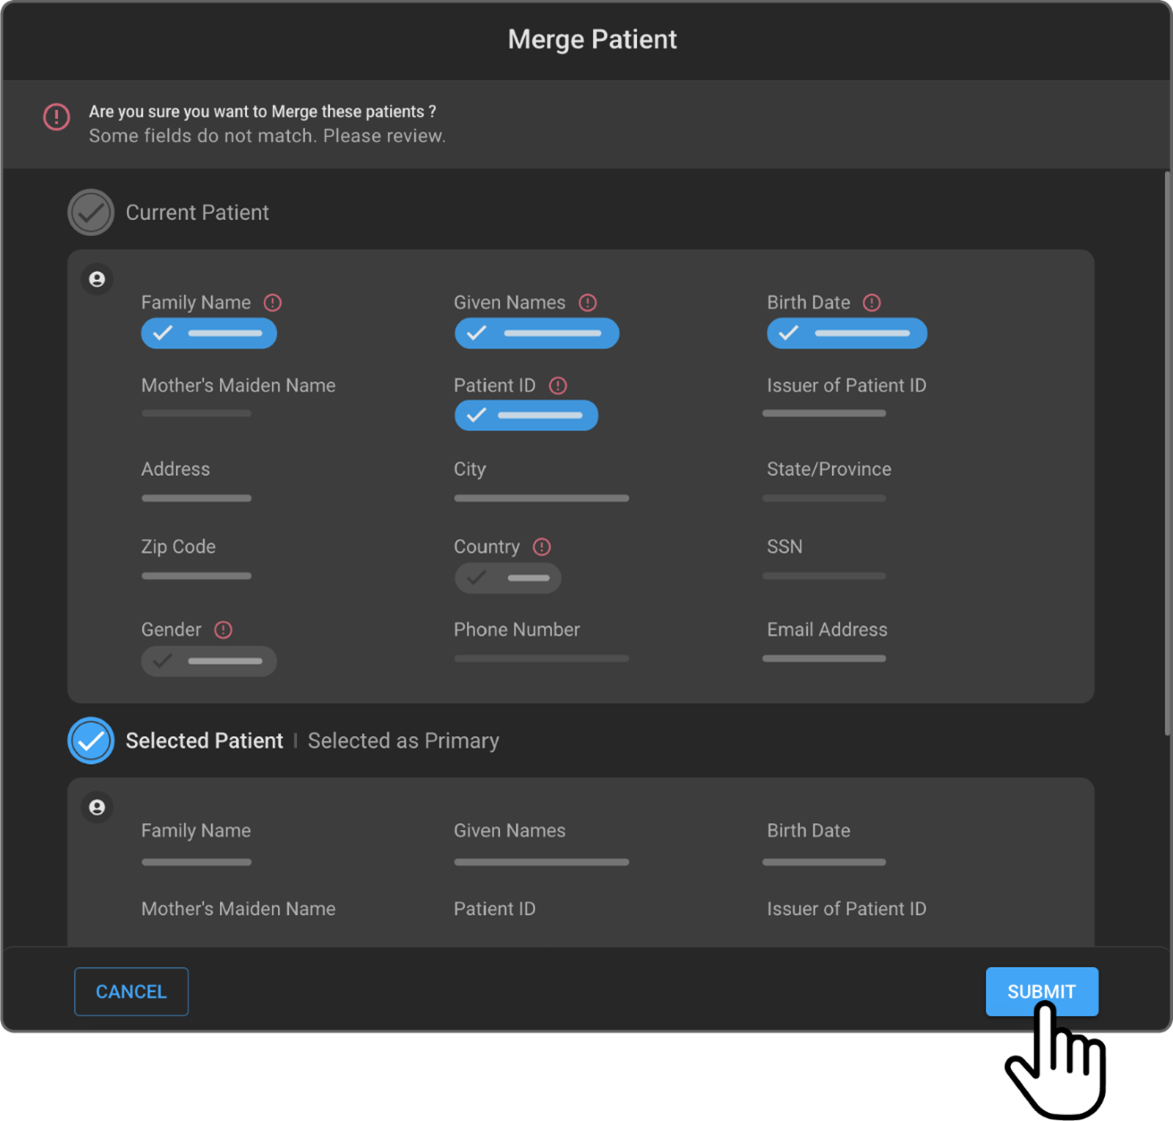 Merge Patient
Are you sure you want to Merge these patients ?
Some fields do not match. Please review.
Current Patient
Family Name Given Names Birth Date
Mother's Maiden Name Patient ID Issuer of Patient ID
Address City State/Province
Zip Code Country SSN
Gender Phone Number Email Address
Selected Patient | Selected as Primary
Family Name Given Names Birth Date
Mother's Maiden Name Patient ID Issuer of Patient ID
CANCEL SUBMIT